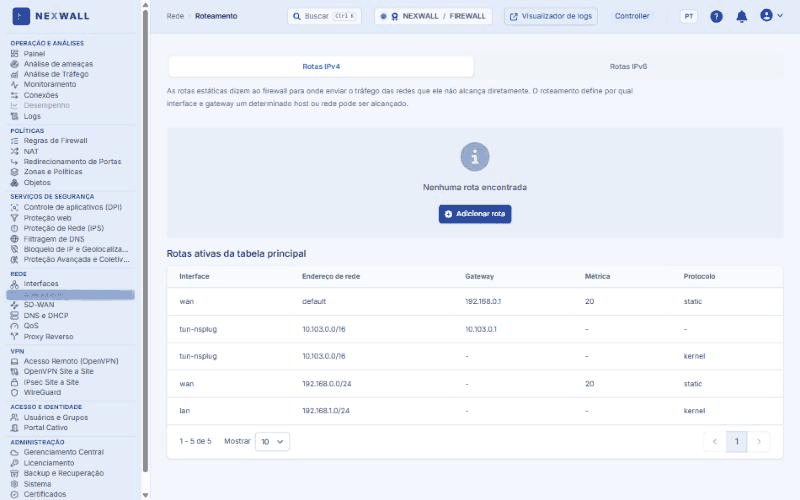 NEXWALL
OPERAÇÃO E ANÁLISES
Painel
Análise de ameaças
Análise de Tráfego
Monitoramento
Conexões
Desempenho
Logs
POLÍTICAS
Regras de Firewall
NAT
Redirecionamento de Portas
Zonas e Políticas
Objetos
SERVIÇOS DE SEGURANÇA
Controle de aplicativos (DPI)
Proteção web
Proteção de Rede (IPS)
Filtragem de DNS
Bloqueio de IP e Geolocaliza...
Proteção Avançada e Coletiv...
REDE
Interfaces
SD-WAN
DNS e DHCP
QoS
Proxy Reverso
VPN
Acesso Remoto (OpenVPN)
OpenVPN Site a Site
IPsec Site a Site
WireGuard
ACESSO E IDENTIDADE
Usuários e Grupos
Portal Cativo
ADMINISTRAÇÃO
Gerenciamento Central
Licenciamento
Backup e Recuperação
Sistema
Certificados
Rede Roteamento
Buscar Ctrl K
NEXWALL / FIREWALL
Visualizador de logs
Controller
PT
Rotas IPv4
Rotas IPv6
As rotas estáticas dizem ao firewall para onde enviar o tráfego das redes que ele não alcança diretamente. O roteamento define por qual
interface e gateway um determinado host ou rede pode ser alcançado.
Nenhuma rota encontrada
Adicionar rota
Rotas ativas da tabela principal
Interface Endereço de rede Gateway Métrica Protocolo
wan default 192.168.0.1 20 static
tun-nsplug 10.103.0.0/16 10.103.0.1 - -
tun-nsplug 10.103.0.0/16 - - kernel
wan 192.168.0.0/24 - 20 static
lan 192.168.1.0/24 - - kernel
1 - 5 de 5 Mostrar 10
1